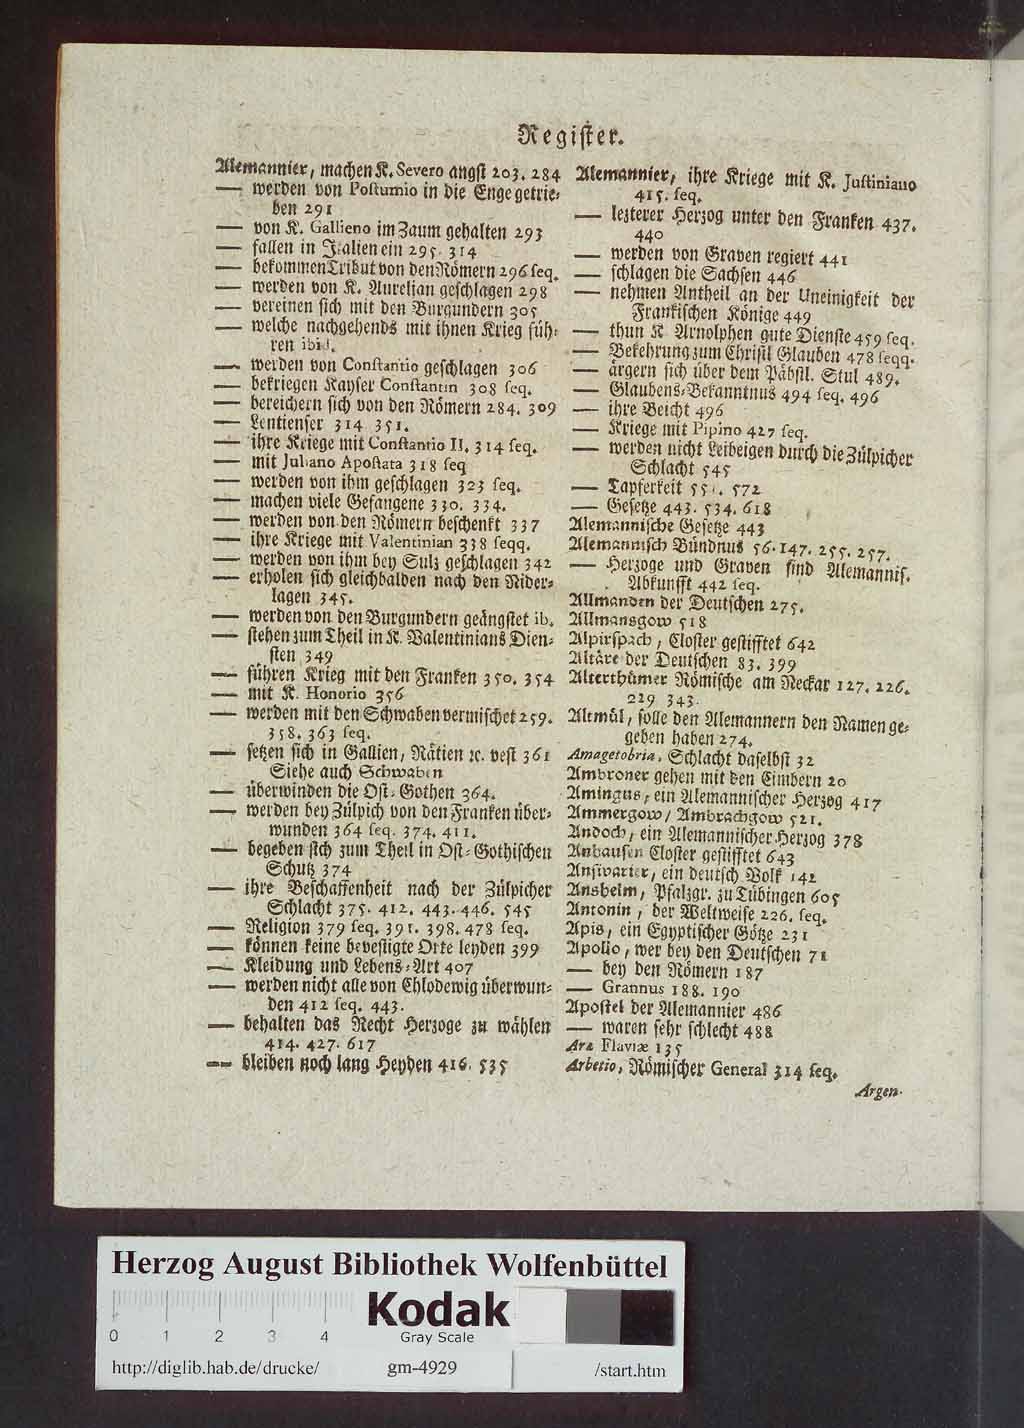 Register.
Alemannier, machen K. Severo angst 203. 284
— werden von Postumio in die Enge getrie-
ben 291
— von K. Gallieno im Zaum gehalten 293
— fallen in Italien ein 295. 314
— bekommen Tribut von den Römern 296 seq.
— werden von K. Aurelian geschlagen 298
— vereinen sich mit den Burgundern 305
— welche nachgehends mit ihnen Krieg füh-
ren ibid.
— werden von Constantio geschlagen 306
— bekriegen Kayser Constantin 308 seq.
— bereichern sich von den Römern 284. 309
— Lentienser 314 351.
— ihre Kriege mit Constantio II. 314 seq.
— mit Juliano Apostata 318 seq
— werden von ihm geschlagen 323 seq.
— machen viele Gefangene 330. 334.
— werden von den Römern beschenkt 337
— ihre Kriege mit Valentinian 338 seqq.
— werden von ihm bey Sulz geschlagen 342
— erholen sich gleichbalden nach den Nider-
lagen 345.
— werden von den Burgundern geängstet ib.
— stehen zum Theil in K. Valentinians Dien-
sten 349
— führen Krieg mit den Franken 350. 354
— mit K. Honorio 356
— werden mit den Schwaben vermischet 259.
358. 363 seq.
— setzen sich in Gallien, Rätien ꝛc. vest 361
Siehe auch Schwaben
— überwinden die Ost-Gothen 364.
— werden bey Zülpich von den Franken über-
wunden 364 seq. 374. 411.
— begeben sich zum Theil in Ost-Gothischen
Schutz 374
— ihre Beschaffenheit nach der Zülpicher
Schlacht 375. 412. 443. 446. 545
— Religion 379 seq. 391. 398. 478 seq.
— können keine bevestigte Orte leyden 399
— Kleidung und Lebens-Art 407
— werden nicht alle von Chlodewig überwun-
den 412 seq. 443.
— behalten das Recht Herzoge zu wählen
414. 427. 617
— bleiben noch lang Heyden 416. 535
Alemannier, ihre Kriege mit K. Justiniano
415. seq.
— lezterer Herzog unter den Franken 437.
440
— werden von Graven regiert 441
— schlagen die Sachsen 446
— nehmen Antheil an der Uneinigkeit der
Frankischen Könige 449
— thun K Arnolphen gute Dienste 459 seq.
— Bekehrung zum Christl Glauben 478 seqq.
— ärgern sich über dem Päbstl. Stul 489.
— Glaubens-Bekanntnus 494 seq. 496
— ihre Beicht 496
— Kriege mit Pipino 427 seq.
— werden nicht Leibeigen durch die Zülpicher
Schlacht 545
— Tapferkeit 551. 572
— Gesetze 443. 534. 618
Alemannische Gesetze 443
Alemannisch Bündnus 56. 147. 255. 257.
— Herzoge und Graven sind Alemannis.
Abkunfft 442 seq.
Allmanden der Deutschen 275.
Allmansgow 518
Alpirspach, Closter gestifftet 642
Altäre der Deutschen 83. 399
Alterthümer Römische am Neckar 127. 226.
229 343.
Altmül, solle den Alemannern den Namen ge-
geben haben 274.
Amagetobria, Schlacht daselbst 32
Ambroner gehen mit den Cimbern 20
Amingus, ein Alemannischer Herzog 417
Ammergow/ Ambrachgow 521.
Andoch, ein Alemannischer Herzog 378
Anhausen Closter gestifftet 643
Answarier, ein deutsch Volk 142
Anshelm, Pfalzgr. zu Tübingen 605
Antonin, der Weltweise 226. seq.
Apis, ein Egyptischer Götze 231
Apollo, wer bey den Deutschen 71
— bey den Römern 187
— Grannus 188. 190
Apostel der Alemannier 486
— waren sehr schlecht 488
Aræ Flaviæ 135
Arbetio, Römischer General 314 seq.
Argen-
Herzog August Bibliothek Wolfenbüttel
0 1 2 3 4
Kodak
Gray Scale
http://diglib.hab.de/drucke/ gm-4929 /start.htm